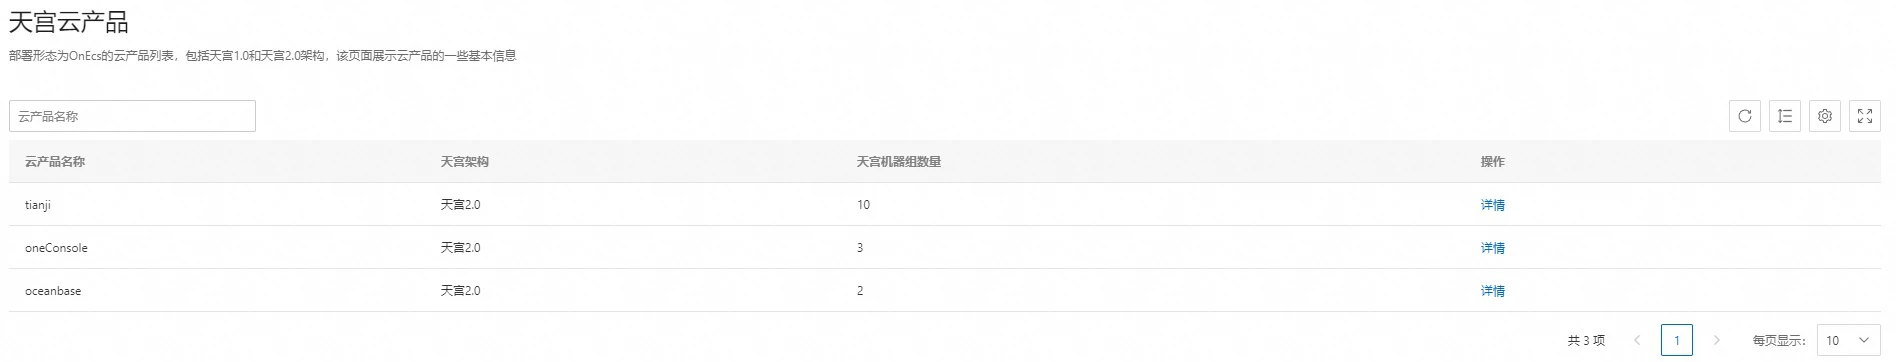 天宫云产品
部署形态为OnEcs的云产品列表，包括天宫1.0和天宫2.0架构，该页面展示云产品的一些基本信息
云产品名称
云产品名称 天宫架构 天宫机器组数量 操作
tianji 天宫2.0 10 详情
oneConsole 天宫2.0 3 详情
oceanbase 天宫2.0 2 详情
共 3 项 1 每页显示： 10